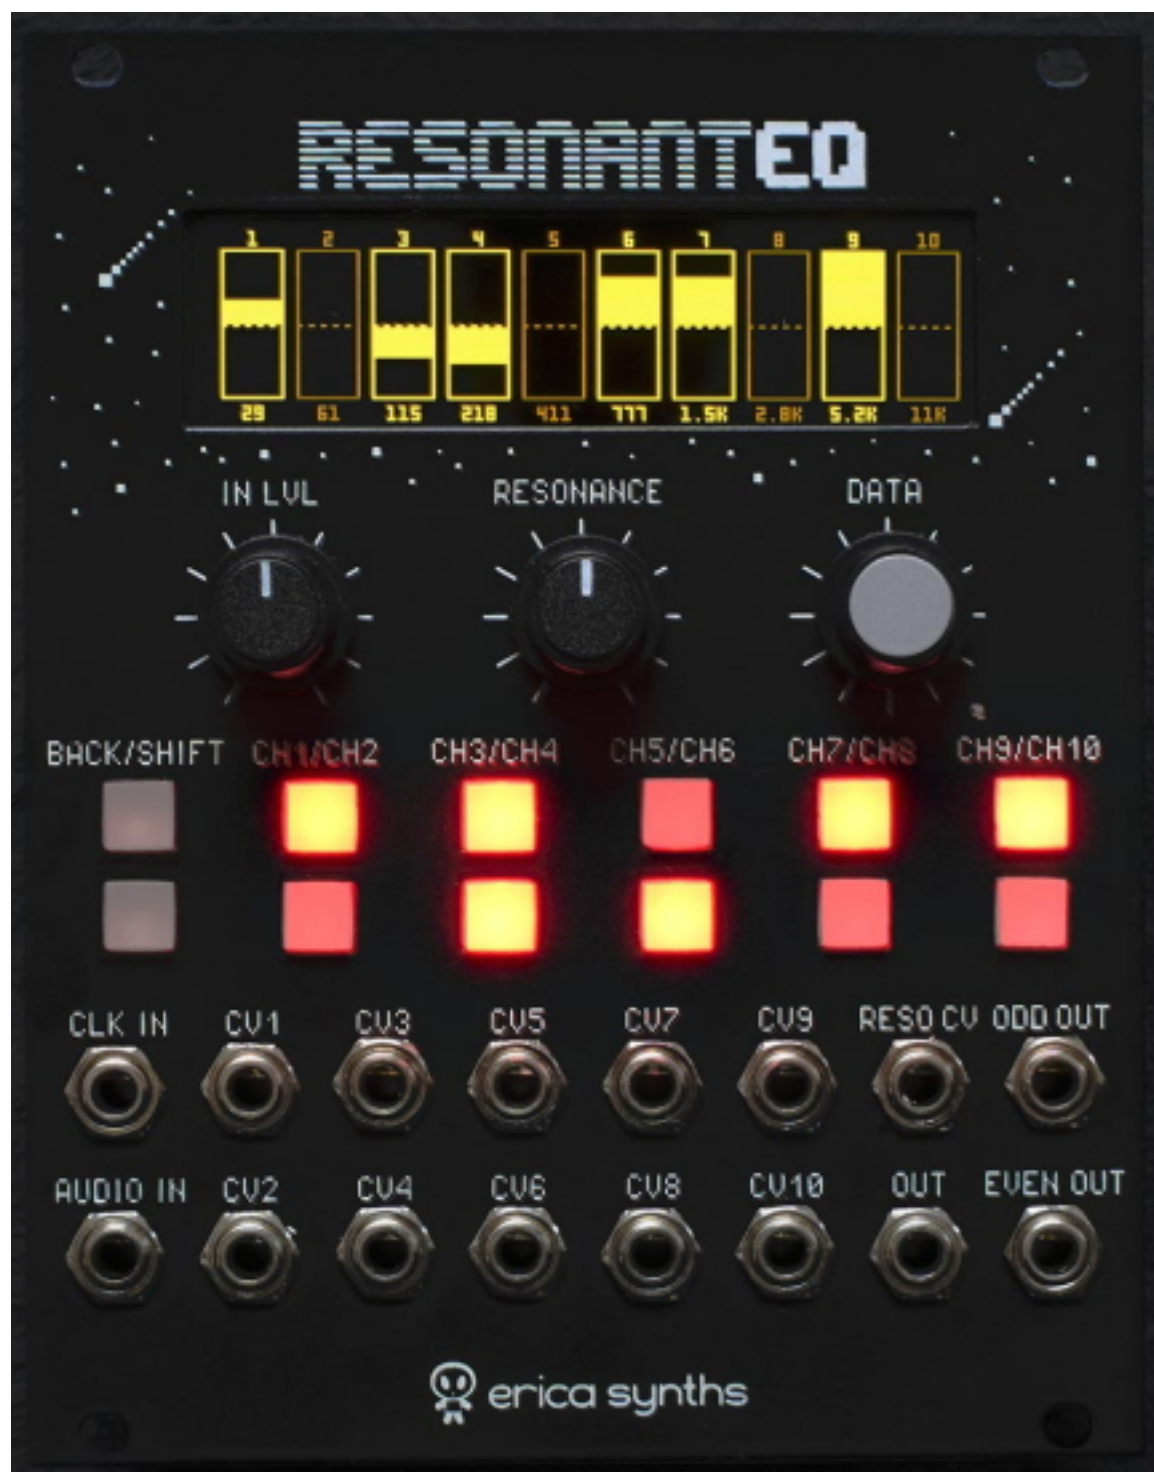 RESONANTEQ
1 2 3 4 5 6 7 8 9 10
29 61 115 218 411 777 1.5K 2.8K 5.2K 11K
IN LVL RESONANCE DATA
BACK/SHIFT CH1/CH2 CH3/CH4 CH5/CH6 CH7/CH8 CH9/CH10
CLK IN CV1 CV3 CV5 CV7 CV9 RESO CV ODD OUT
AUDIO IN CV2 CV4 CV6 CV8 CV10 OUT EVEN OUT
erica synths